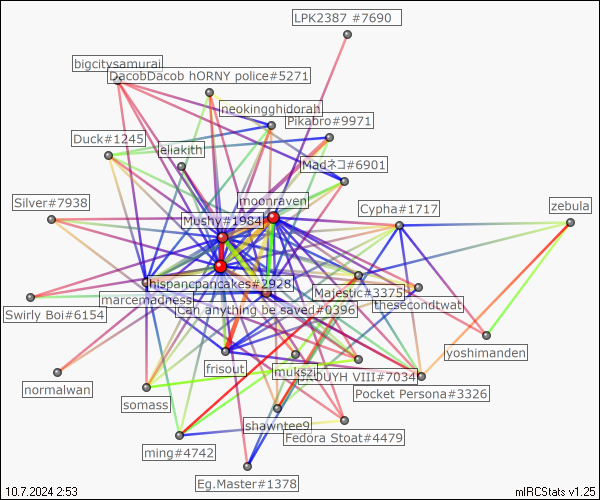 LPK2387 #7690
bigcitysamurai
DacobDacob hORNY police#5271
neokingghidorah
Pikabro#9971
Duck#1245
eliakith
Madネコ#6901
Silver#7938
moonraven
Cypha#1717
zebula
Mushy#1984
hispancpancakes#2928
marcemadness
Majestic#3375
thesecondtwat
Can anything be saved#0396
Swirly Boi#6154
yoshimanden
frisout
mukszi
VIII#7034
normalwan
somass
Pocket Persona#3326
shawntee9
Fedora Stoat#4479
ming#4742
Eg.Master#1378
10.7.2024 2:53
mIRCStats v1.25